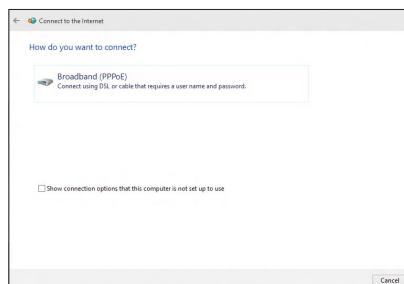 Connect to the Internet
How do you want to connect?
Broadband (PPPoE)
Connect using DSL or cable that requires a user name and password.
Show connection options that this computer is not set up to use
Cancel